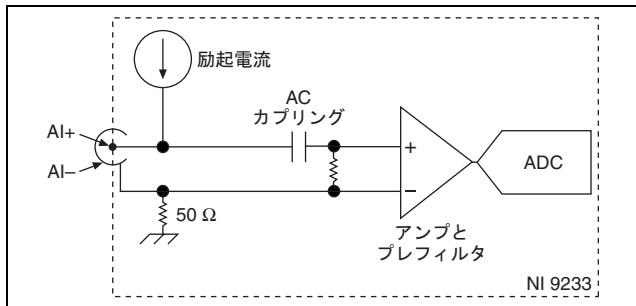 励起電流
AC
カプリング
AI+
AI–
+
–
ADC
50 Ω
アンプと
プレフィルタ
NI 9233